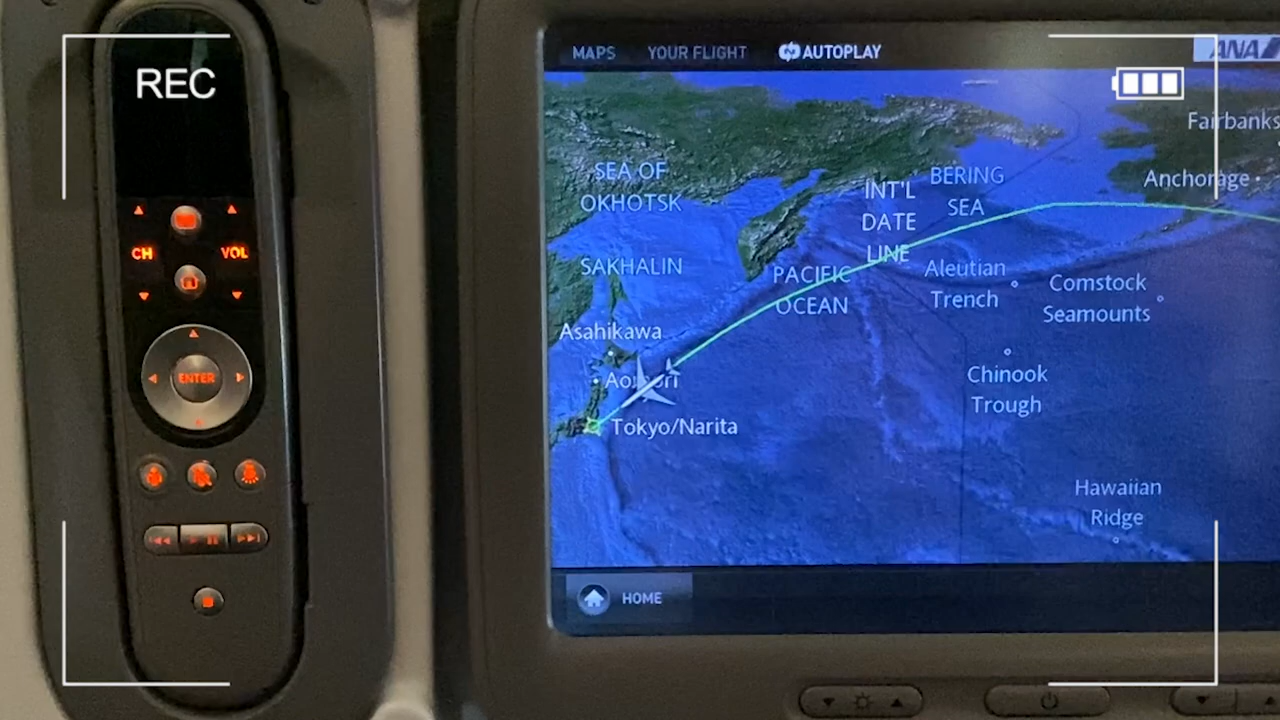 REC
CH
VOL
ENTER
MAPS
YOUR FLIGHT
AUTOPLAY
ANA
Fairbanks
Anchorage
SEA OF
OKHOTSK
INT'L
DATE
LINE
BERING
SEA
SAKHALIN
PACIFIC
OCEAN
Aleutian
Trench
Comstock
Seamounts
Asahikawa
Aomori
Tokyo/Narita
Chinook
Trough
Hawaiian
Ridge
HOME